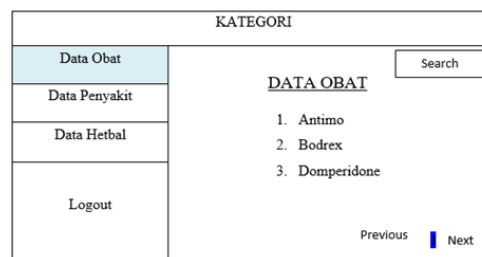 KATEGORI
Data Obat
Data Penyakit
Data Hetbal
Logout
Search
DATA OBAT
1. Antimo
2. Bodrex
3. Domperidone
Previous
Next